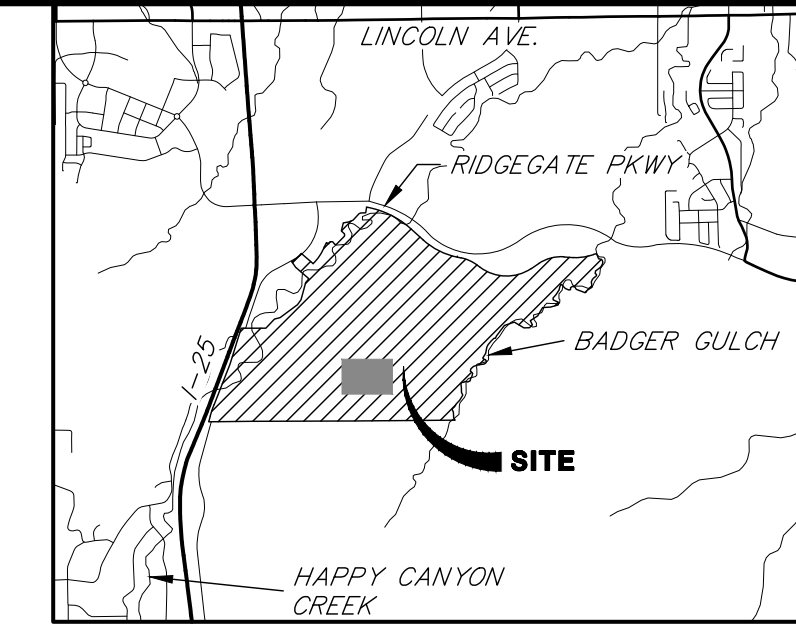 LINCOLN AVE.
RIDGEGATE PKWY
I-25
BADGER GULCH
SITE
HAPPY CANYON
CREEK